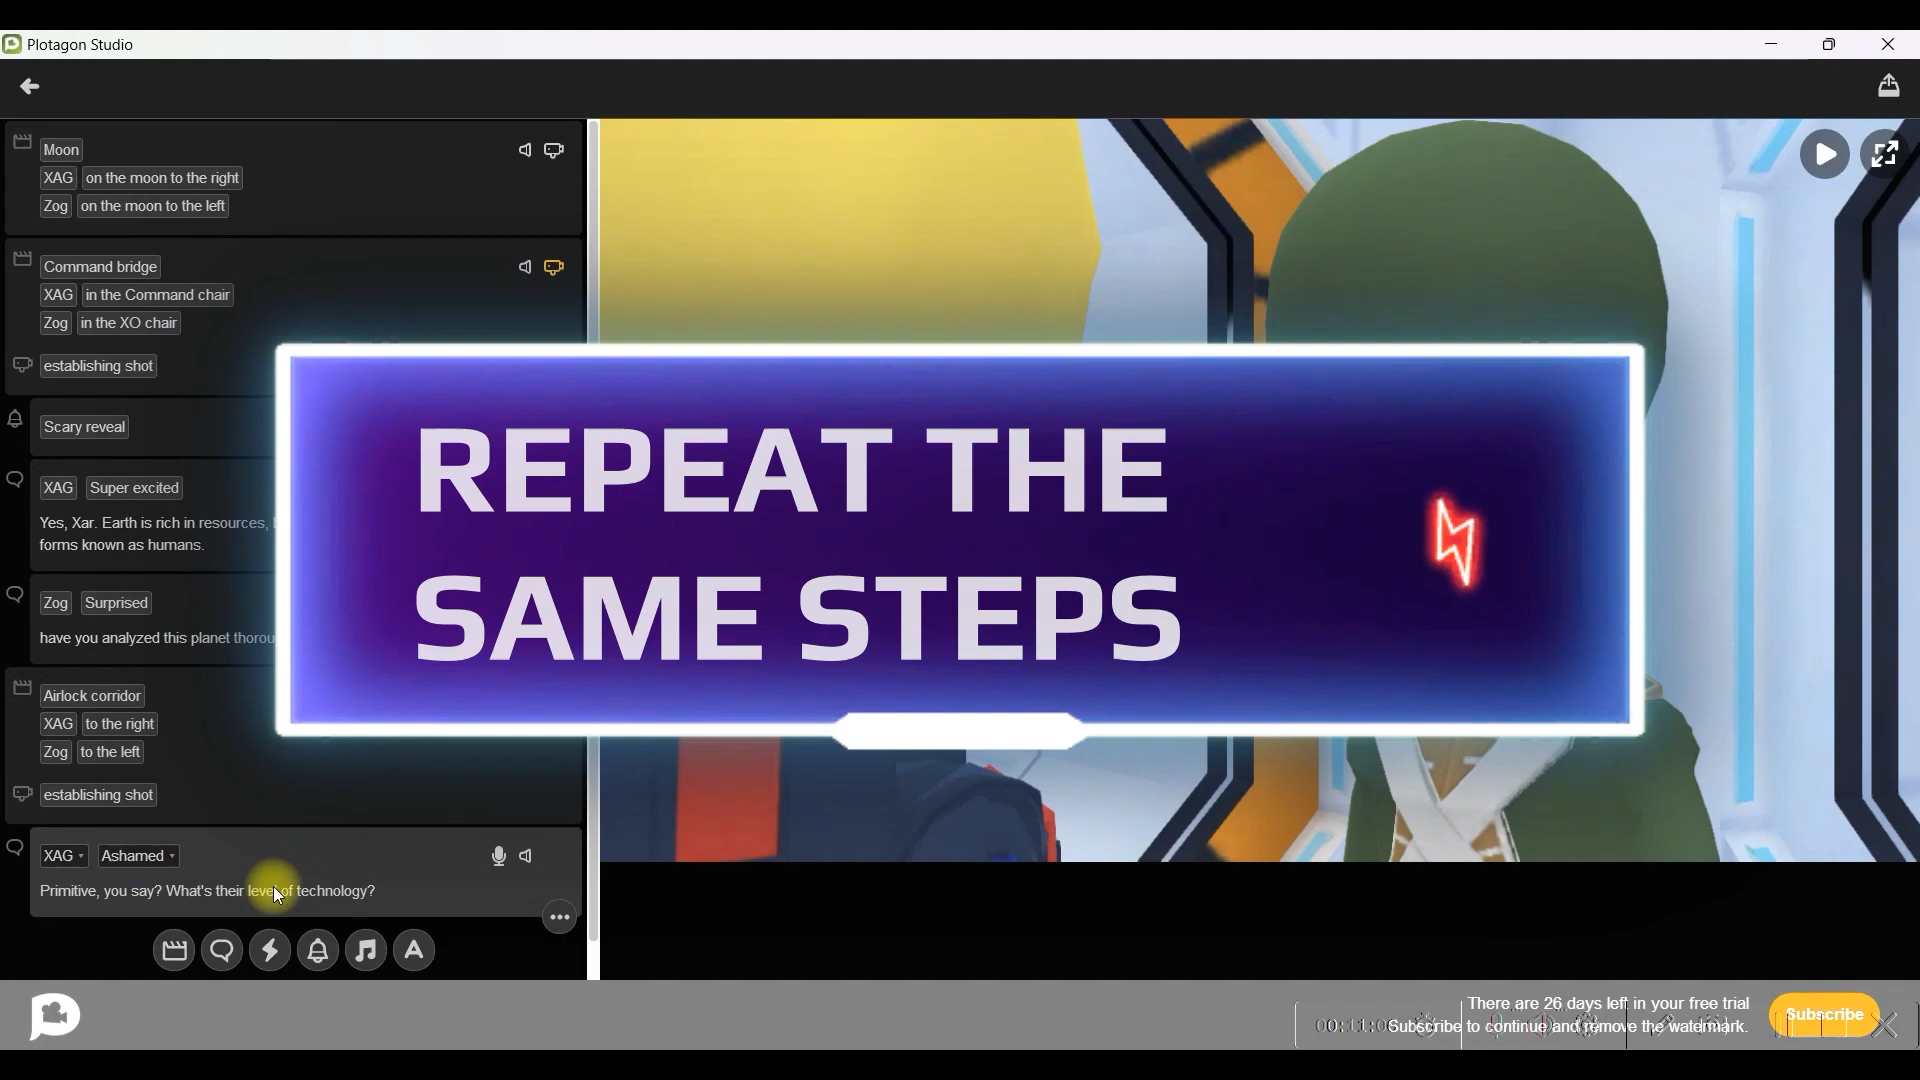 Plotagon Studio
Moon
XAG on the moon to the right
Zog on the moon to the left
Command bridge
XAG in the Command chair
Zog in the XO chair
establishing shot
Scary reveal
XAG Super excited
Yes, Xar. Earth is rich in resources,
forms known as humans.
Zog Surprised
have you analyzed this planet
REPEAT THE
SAME STEPS
Airlock corridor
XAG to the right
Zog to the left
establishing shot
XAG Ashamed
Primitive, you say? What's their level of technology?
There are 26 days left in your free trial
Subscribe to continue and remove the watermark.
Subscribe